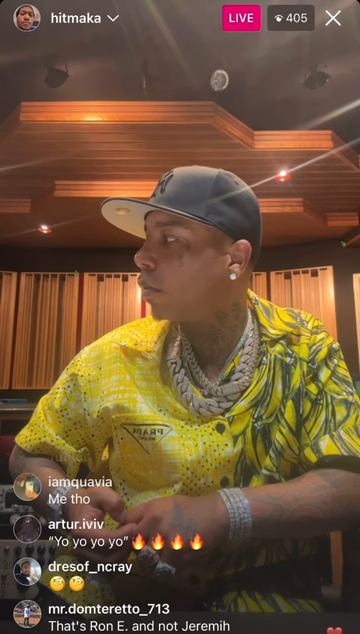 hitmaka
LIVE
405
PRADA
MILANO
iamquavia
Me tho
artur.iviv
“Yo yo yo yo” 🔥🔥🔥🔥
dresof_ncray
🧐🧐
mr.domteretto_713
That's Ron E. and not Jeremih